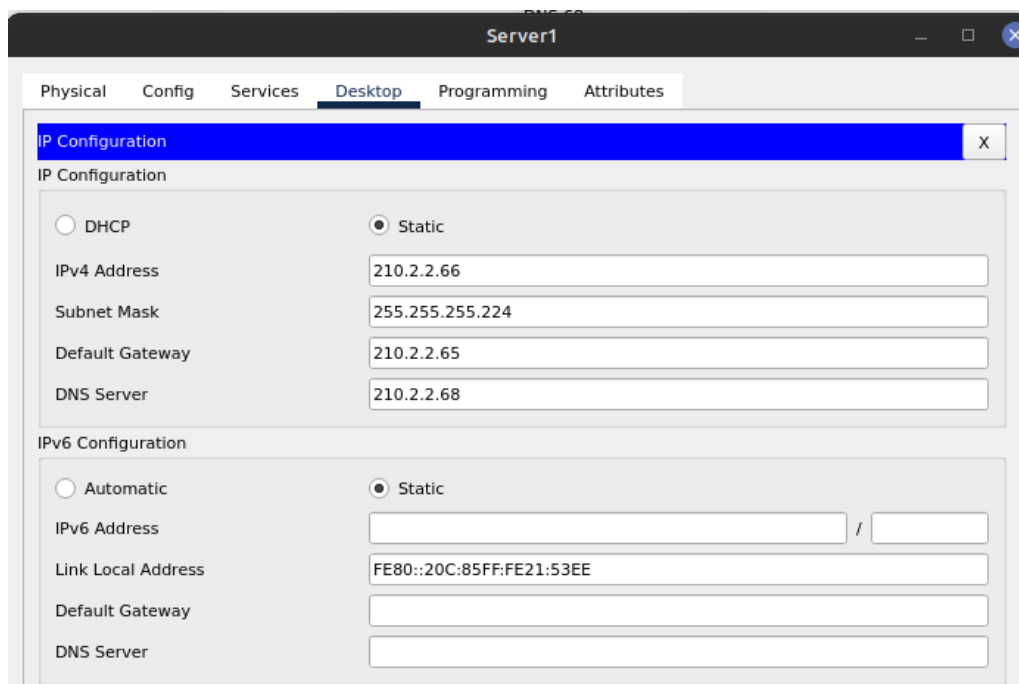 Server1
Physical Config Services Desktop Programming Attributes
IP Configuration X
IP Configuration
DHCP Static
IPv4 Address 210.2.2.66
Subnet Mask 255.255.255.224
Default Gateway 210.2.2.65
DNS Server 210.2.2.68
IPv6 Configuration
Automatic Static
IPv6 Address /
Link Local Address FE80::20C:85FF:FE21:53EE
Default Gateway
DNS Server